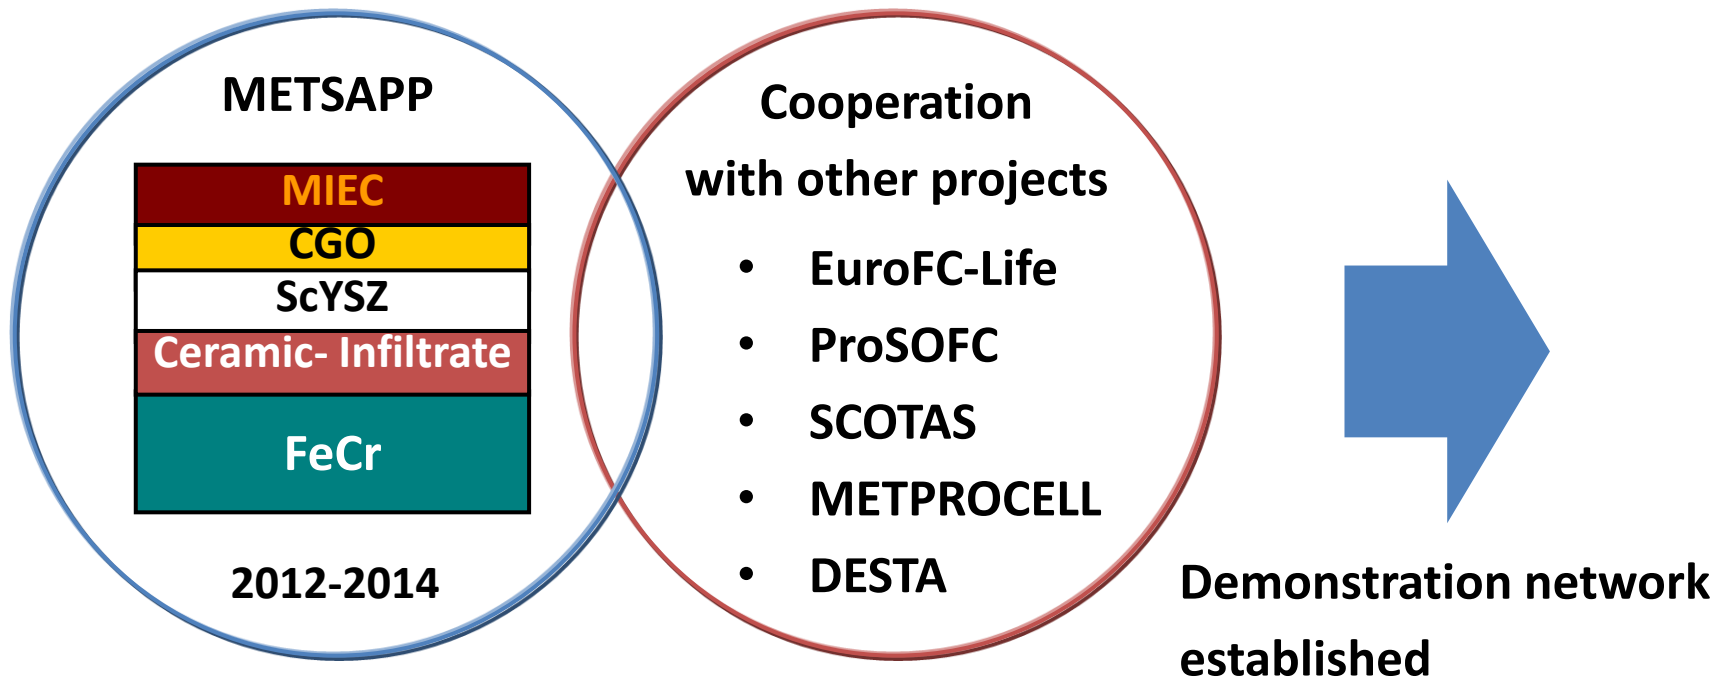 METSAPP
MIEC
CGO
ScYSZ
Ceramic- Infiltrate
FeCr
2012-2014
Cooperation
with other projects
• EuroFC-Life
• ProSOFC
• SCOTAS
• METPROCELL
• DESTA
Demonstration network
established